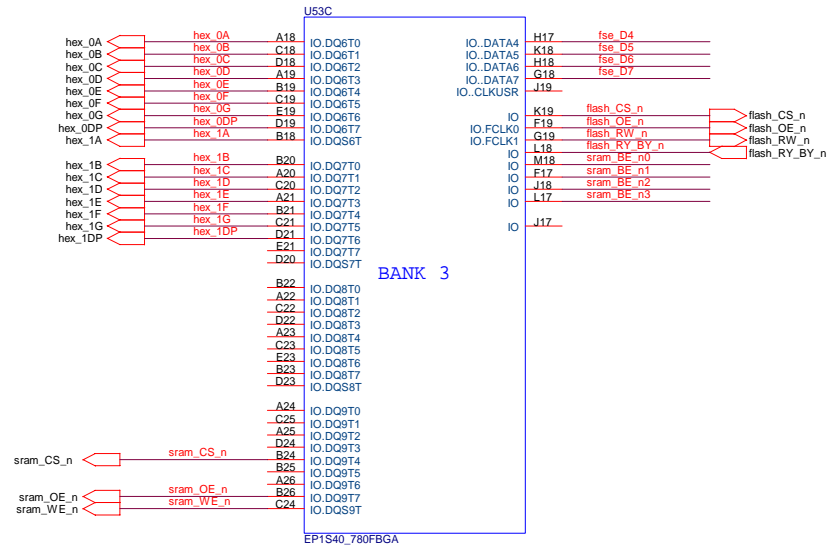 U53C
hex_0A hex_0A A18 IO.DQ6T0 IO..DATA4 H17 fse_D4
hex_0B hex_0B C18 IO.DQ6T1 IO..DATA5 K18 fse_D5
hex_0C hex_0C D18 IO.DQ6T2 IO..DATA6 H18 fse_D6
hex_0D hex_0D A19 IO.DQ6T3 IO..DATA7 G18 fse_D7
hex_0E hex_0E B19 IO.DQ6T4 IO..CLKUSR J19
hex_0F hex_0F C19 IO.DQ6T5
hex_0G hex_0G E19 IO.DQ6T6 IO K19 flash_CS_n flash_CS_n
hex_0DP hex_0DP D19 IO.DQ6T7 IO.FCLK0 F19 flash_OE_n flash_OE_n
hex_1A hex_1A B18 IO.DQS6T IO.FCLK1 G19 flash_RW_n flash_RW_n
IO L18 flash_RY_BY_n flash_RY_BY_n
hex_1B hex_1B B20 IO.DQ7T0 IO M18 sram_BE_n0
hex_1C hex_1C A20 IO.DQ7T1 IO F17 sram_BE_n1
hex_1D hex_1D C20 IO.DQ7T2 IO J18 sram_BE_n2
hex_1E hex_1E A21 IO.DQ7T3 IO L17 sram_BE_n3
hex_1F hex_1F B21 IO.DQ7T4
hex_1G hex_1G C21 IO.DQ7T5 IO J17
hex_1DP hex_1DP D21 IO.DQ7T6
E21 IO.DQ7T7
D20 IO.DQS7T
BANK 3
B22 IO.DQ8T0
A22 IO.DQ8T1
C22 IO.DQ8T2
D22 IO.DQ8T3
A23 IO.DQ8T4
C23 IO.DQ8T5
E23 IO.DQ8T6
B23 IO.DQ8T7
D23 IO.DQS8T
A24 IO.DQ9T0
C25 IO.DQ9T1
A25 IO.DQ9T2
D24 IO.DQ9T3
sram_CS_n sram_CS_n B24 IO.DQ9T4
B25 IO.DQ9T5
A26 IO.DQ9T6
sram_OE_n sram_OE_n B26 IO.DQ9T7
sram_WE_n sram_WE_n C24 IO.DQS9T
EP1S40_780FBGA